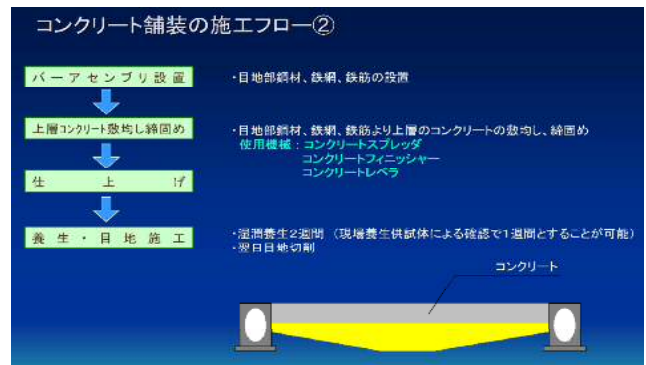 コンクリート舗装の施工フロー②
バーアセンブリ設置
・目地部鋼材、鉄網、鉄筋の設置
上層コンクリート敷均し締固め
・目地部鋼材、鉄網、鉄筋より上層のコンクリートの敷均し、締固め
使用機械：コンクリートスプレッダ
コンクリートフィニッシャー
コンクリートレベラ
仕上げ
養生・目地施工
・湿潤養生2週間（現場養生供試体による確認で1週間とすることが可能）
・翌日目地切削
コンクリート